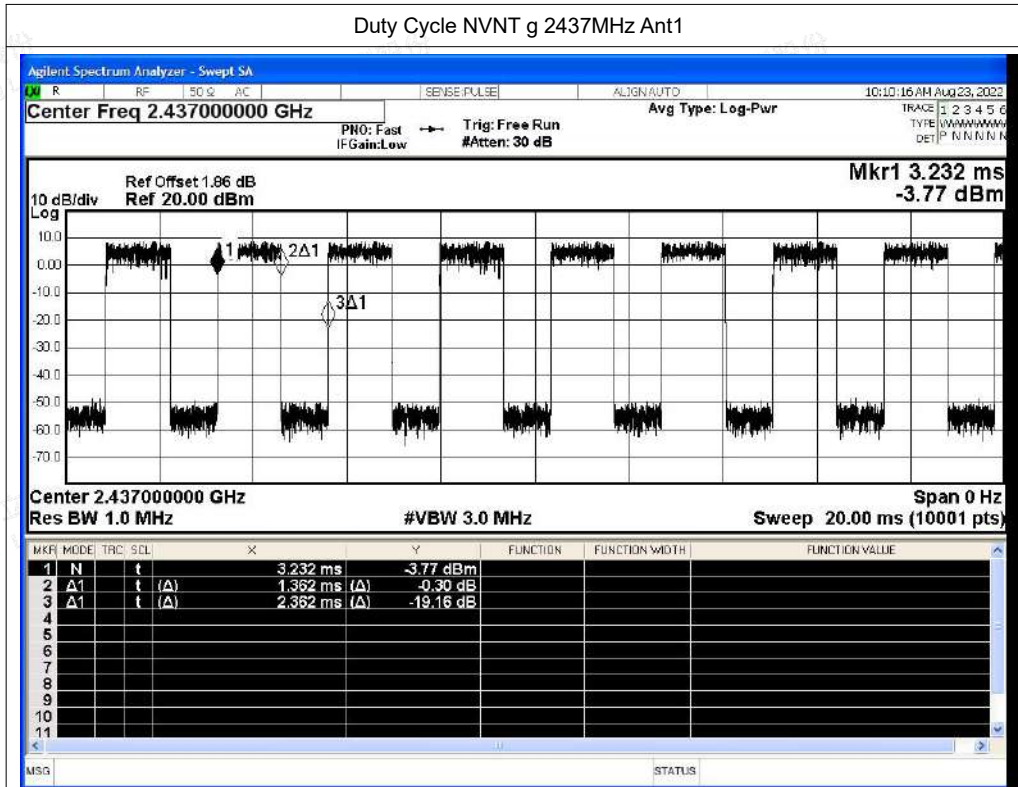 Duty Cycle NVNT g 2437MHz Ant1
Agilent Spectrum Analyzer - Swept SA
R RF 50 Ω AC SENSE:PULSE ALIGN AUTO 10:10:16 AM Aug 23, 2022
Center Freq 2.437000000 GHz
Avg Type: Log-Pwr
TRACE 1 2 3 4 5 6
PNO: Fast Trig: Free Run
TYPE
IFGain:Low #Atten: 30 dB
DET P N N N N N
Mkr1 3.232 ms
-3.77 dBm
Ref Offset 1.86 dB
10 dB/div Ref 20.00 dBm
Log
10.0
0.00
-10.0
-20.0
-30.0
-40.0
-50.0
-60.0
-70.0
1
2Δ1
3Δ1
Center 2.437000000 GHz Span 0 Hz
Res BW 1.0 MHz #VBW 3.0 MHz Sweep 20.00 ms (10001 pts)
MKR MODE TRC SCL X Y FUNCTION FUNCTION WIDTH FUNCTION VALUE
1 N t 3.232 ms -3.77 dBm
2 Δ1 t (Δ) 1.362 ms (Δ) -0.30 dB
3 Δ1 t (Δ) 2.362 ms (Δ) -19.16 dB
4
5
6
7
8
9
10
11
MSG STATUS